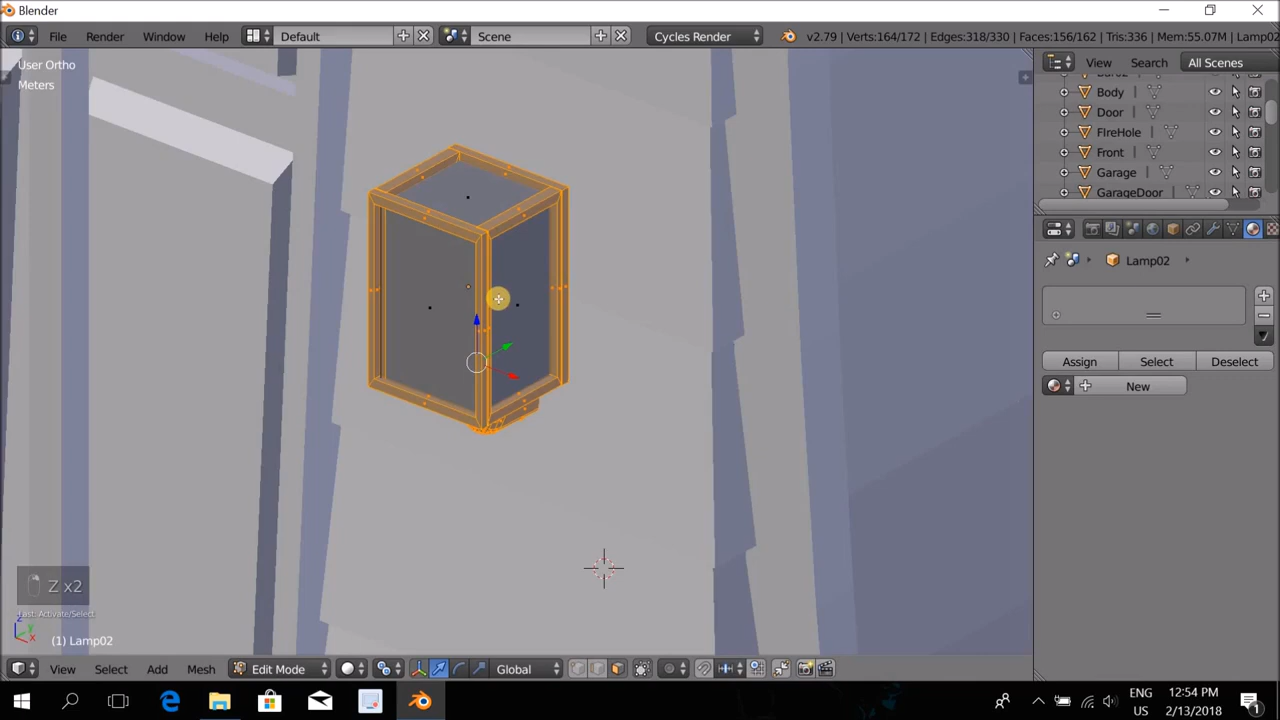 Blender
File Render Window Help Default Scene Cycles Render v2.79 | Verts:164/172 | Edges:318/330 | Faces:156/162 | Tris:336 | Mem:55.07M | Lamp02
User Ortho
Meters
View Search All Scenes
Body
Door
FIreHole
Front
Garage
GarageDoor
Lamp02
Assign Select Deselect
New
Z x2
Last: Activate/Select
(1) Lamp02
View Select Add Mesh Edit Mode Global
ENG 12:54 PM
US 2/13/2018